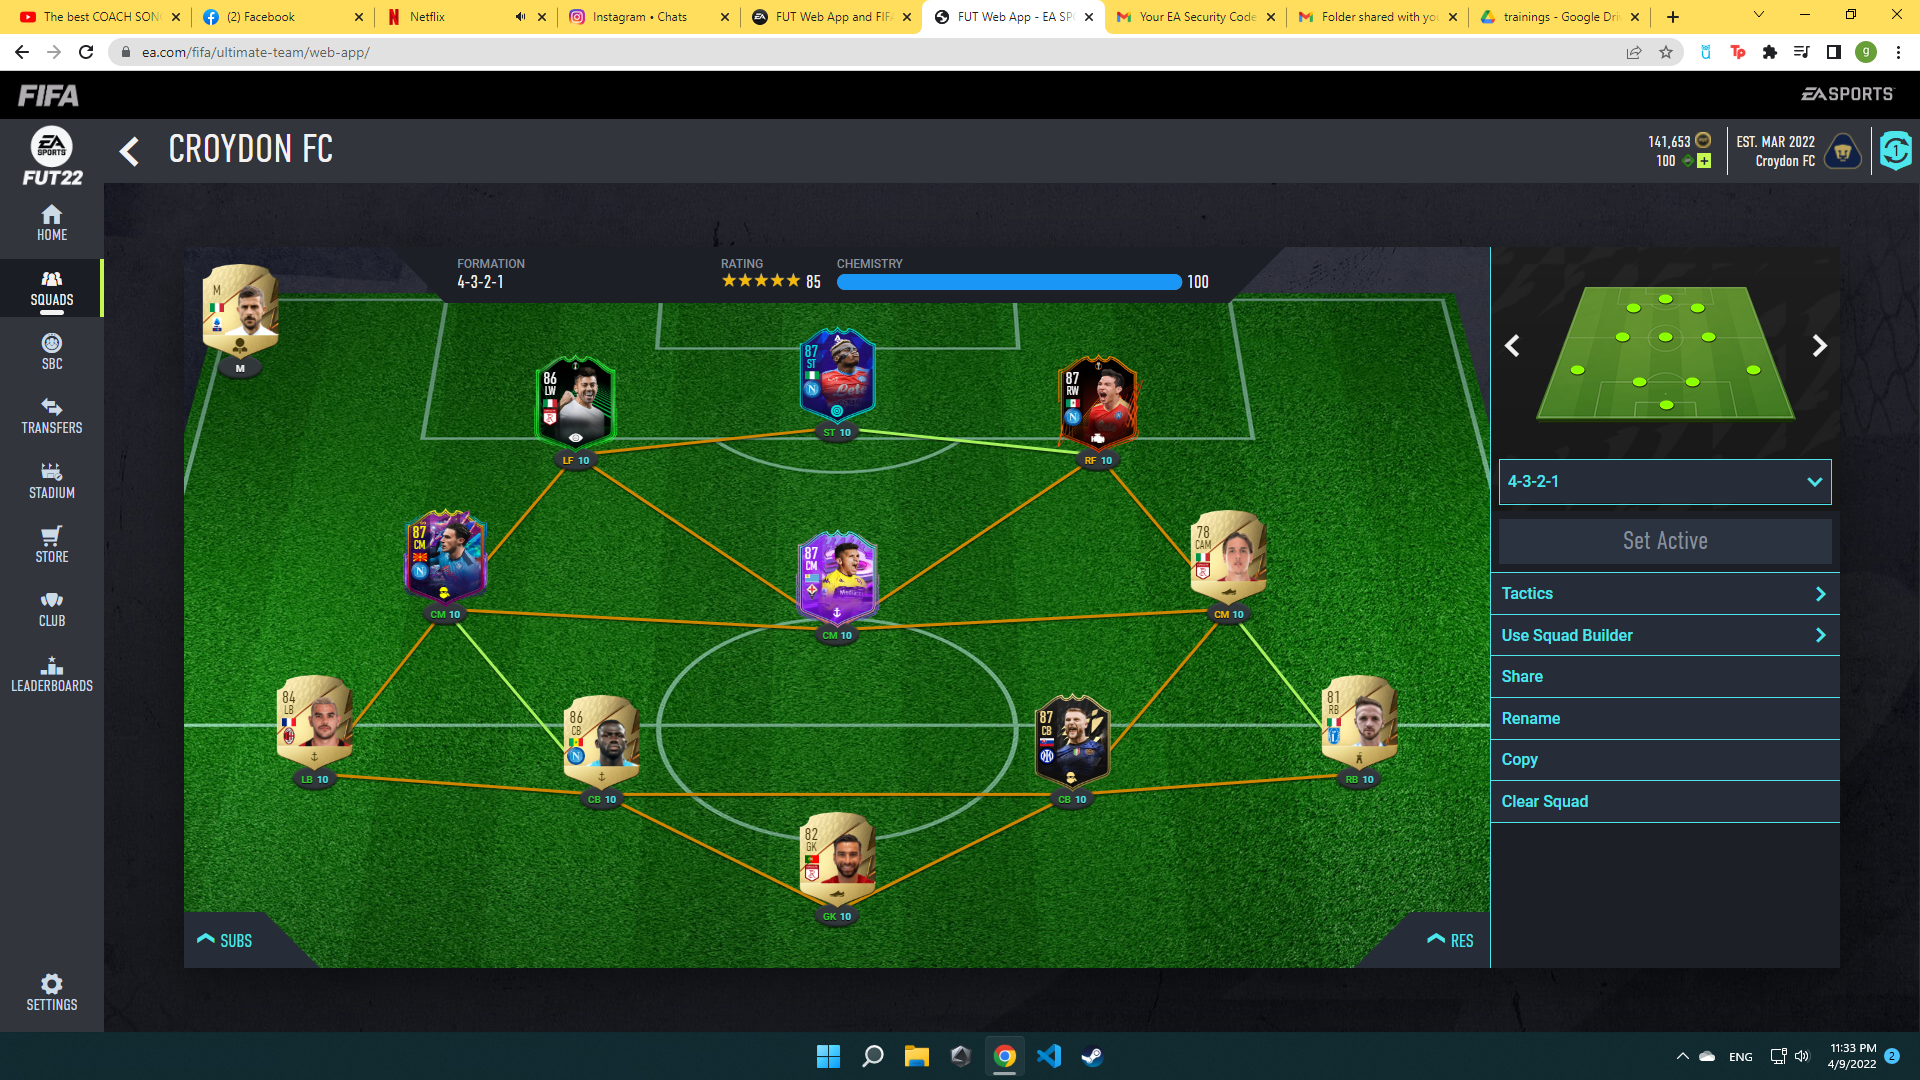 The best COACH SON
(2) Facebook
Netflix
Instagram • Chats
FUT Web App and FIF
FUT Web App - EA SP
Your EA Security Code
Folder shared with yo
trainings - Google Dri
ea.com/fifa/ultimate-team/web-app/
Tp
g
FIFA
EA SPORTS
EA SPORTS
FUT22
CROYDON FC
141,653
100
EST. MAR 2022
Croydon FC
1
HOME
SQUADS
SBC
TRANSFERS
STADIUM
STORE
CLUB
LEADERBOARDS
SETTINGS
FORMATION
4-3-2-1
RATING
85
CHEMISTRY
100
M
M
87
ST
ST 10
86
LW
LF 10
87
RW
RF 10
87
CM
CM 10
87
CM
CM 10
78
CAM
CM 10
84
LB
LB 10
86
CB
CB 10
87
CB
CB 10
81
RB
RB 10
82
GK
GK 10
SUBS
RES
4-3-2-1
Set Active
Tactics
Use Squad Builder
Share
Rename
Copy
Clear Squad
ENG
11:33 PM
4/9/2022
2